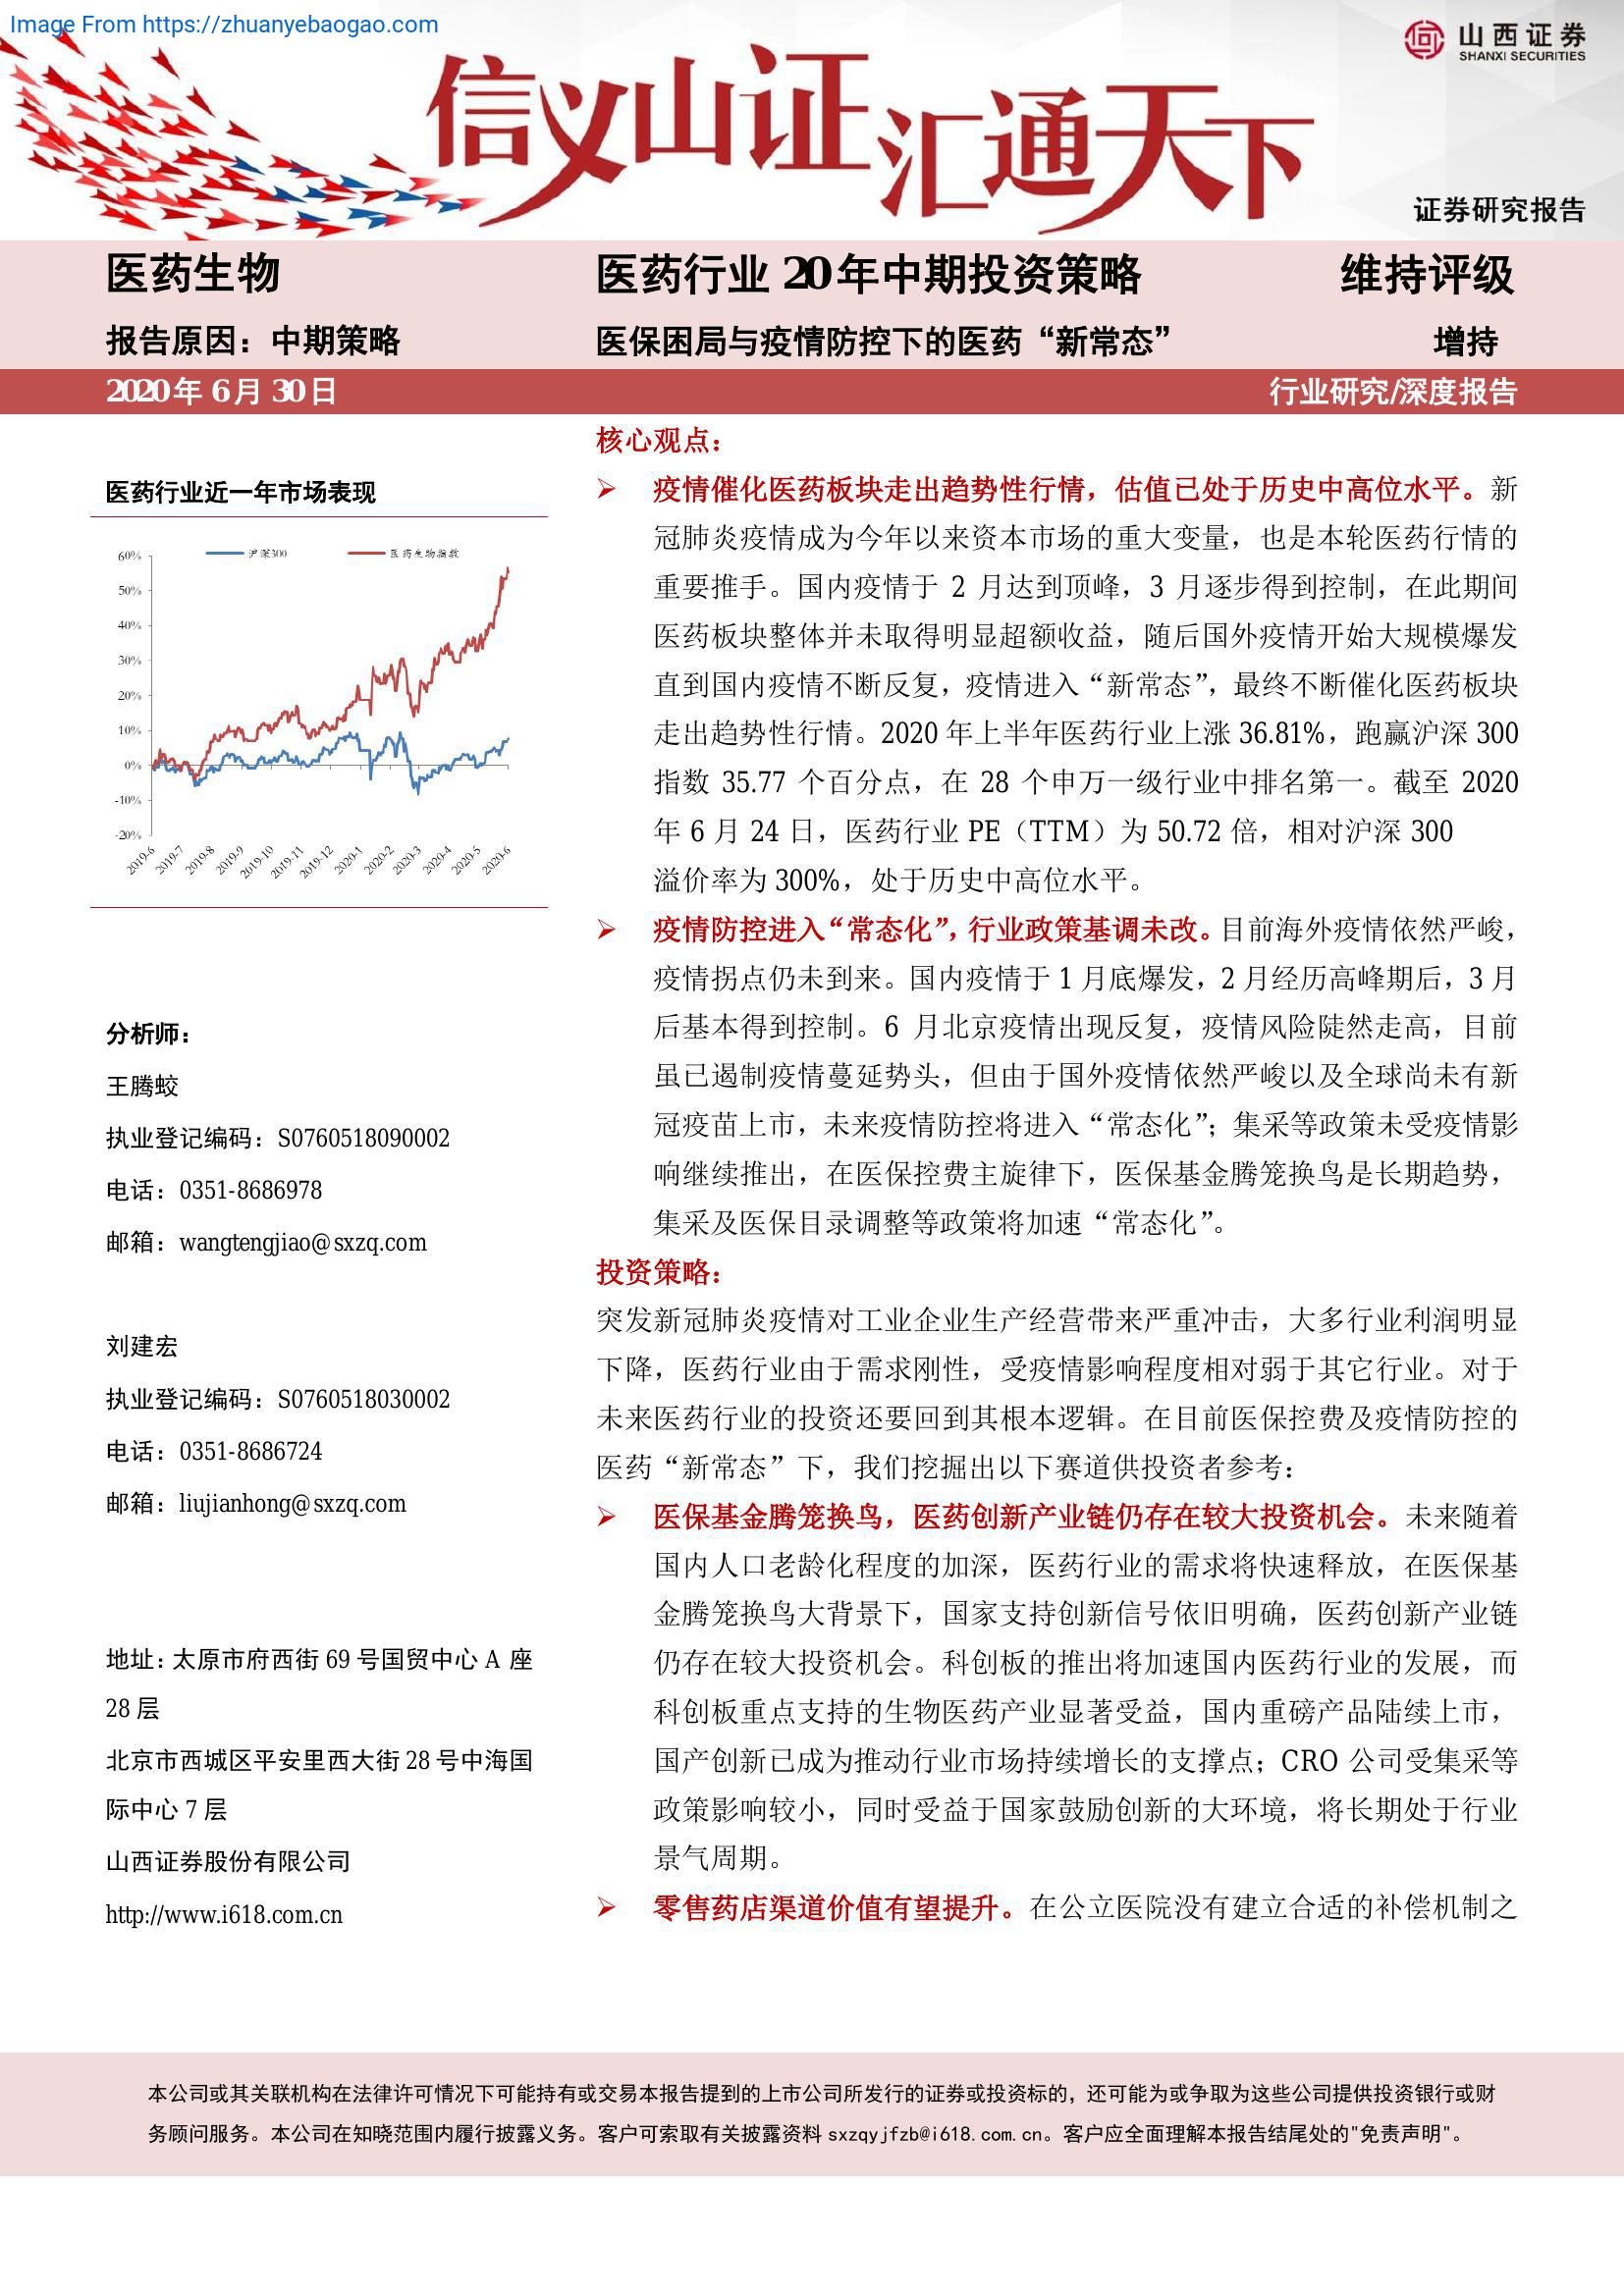 Image From https://zhuanyebaogao.com
山西证券
SHANXI SECURITIES
信义山证汇通天下
证券研究报告
医药生物
医药行业 20 年中期投资策略
维持评级
报告原因：中期策略
医保困局与疫情防控下的医药“新常态”
增持
2020 年 6 月 30 日
行业研究/深度报告
医药行业近一年市场表现
沪深300
医药生物指数
60%
50%
40%
30%
20%
10%
0%
-10%
-20%
2019-6
2019-7
2019-8
2019-9
2019-10
2019-11
2019-12
2020-1
2020-2
2020-3
2020-4
2020-5
2020-6
分析师：
王腾蛟
执业登记编码：S0760518090002
电话：0351-8686978
邮箱：wangtengjiao@sxzq.com
刘建宏
执业登记编码：S0760518030002
电话：0351-8686724
邮箱：liujianhong@sxzq.com
地址：太原市府西街 69 号国贸中心 A 座
28 层
北京市西城区平安里西大街 28 号中海国
际中心 7 层
山西证券股份有限公司
http://www.i618.com.cn
核心观点：
➢ 疫情催化医药板块走出趋势性行情，估值已处于历史中高位水平。新
冠肺炎疫情成为今年以来资本市场的重大变量，也是本轮医药行情的
重要推手。国内疫情于 2 月达到顶峰，3 月逐步得到控制，在此期间
医药板块整体并未取得明显超额收益，随后国外疫情开始大规模爆发
直到国内疫情不断反复，疫情进入“新常态”，最终不断催化医药板块
走出趋势性行情。2020 年上半年医药行业上涨 36.81%，跑赢沪深 300
指数 35.77 个百分点，在 28 个申万一级行业中排名第一。截至 2020
年 6 月 24 日，医药行业 PE（TTM）为 50.72 倍，相对沪深 300
溢价率为 300%，处于历史中高位水平。
➢ 疫情防控进入“常态化”，行业政策基调未改。目前海外疫情依然严峻，
疫情拐点仍未到来。国内疫情于 1 月底爆发，2 月经历高峰期后，3 月
后基本得到控制。6 月北京疫情出现反复，疫情风险陡然走高，目前
虽已遏制疫情蔓延势头，但由于国外疫情依然严峻以及全球尚未有新
冠疫苗上市，未来疫情防控将进入“常态化”；集采等政策未受疫情影
响继续推出，在医保控费主旋律下，医保基金腾笼换鸟是长期趋势，
集采及医保目录调整等政策将加速“常态化”。
投资策略：
突发新冠肺炎疫情对工业企业生产经营带来严重冲击，大多行业利润明显
下降，医药行业由于需求刚性，受疫情影响程度相对弱于其它行业。对于
未来医药行业的投资还要回到其根本逻辑。在目前医保控费及疫情防控的
医药“新常态”下，我们挖掘出以下赛道供投资者参考：
➢ 医保基金腾笼换鸟，医药创新产业链仍存在较大投资机会。未来随着
国内人口老龄化程度的加深，医药行业的需求将快速释放，在医保基
金腾笼换鸟大背景下，国家支持创新信号依旧明确，医药创新产业链
仍存在较大投资机会。科创板的推出将加速国内医药行业的发展，而
科创板重点支持的生物医药产业显著受益，国内重磅产品陆续上市，
国产创新已成为推动行业市场持续增长的支撑点；CRO 公司受集采等
政策影响较小，同时受益于国家鼓励创新的大环境，将长期处于行业
景气周期。
➢ 零售药店渠道价值有望提升。在公立医院没有建立合适的补偿机制之
本公司或其关联机构在法律许可情况下可能持有或交易本报告提到的上市公司所发行的证券或投资标的，还可能为或争取为这些公司提供投资银行或财
务顾问服务。本公司在知晓范围内履行披露义务。客户可索取有关披露资料 sxzqyjfzb@i618.com.cn。客户应全面理解本报告结尾处的"免责声明"。